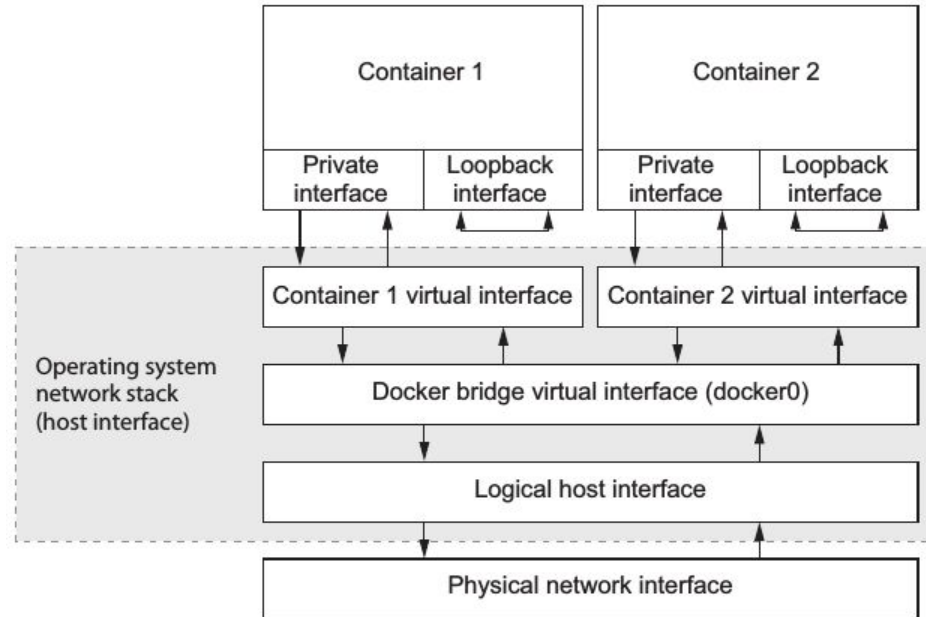 Container 1
Container 2
Private
interface
Loopback
interface
Private
interface
Loopback
interface
Container 1 virtual interface
Container 2 virtual interface
Operating system
network stack
(host interface)
Docker bridge virtual interface (docker0)
Logical host interface
Physical network interface